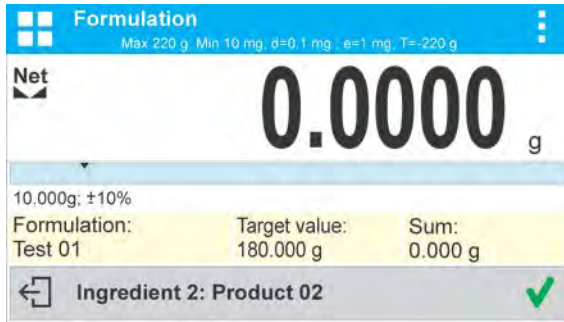 Formulation
Max 220 g, Min 10 mg, d=0.1 mg , e=1 mg, T=-220 g
Net
0.0000 g
10.000g; ±10%
Formulation: Target value: Sum:
Test 01 180.000 g 0.000 g
Ingredient 2: Product 02